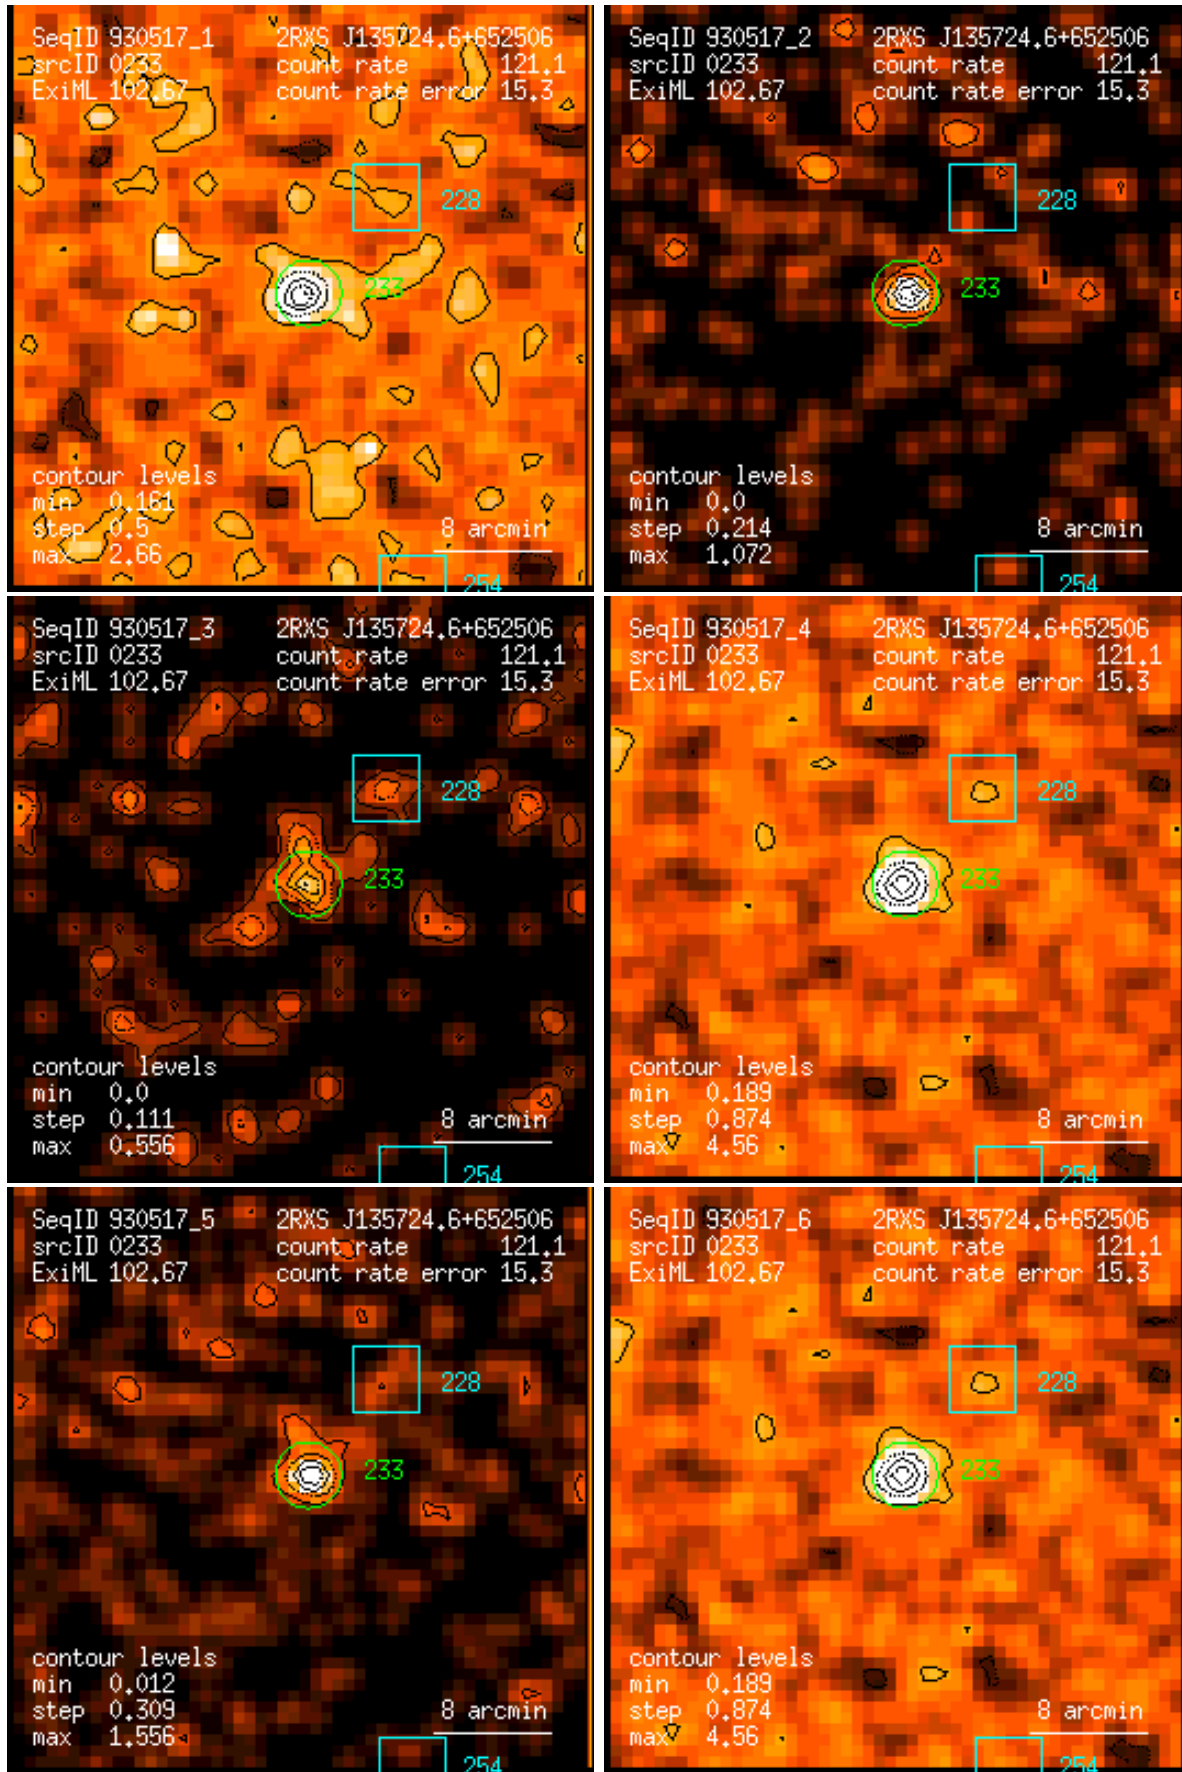 SeqID 930517_1 2RXS J135724.6+652506
srcID 0233 count rate 121.1
ExiML 102.67 count rate error 15.3
228
233
contour levels
min 0.161
step 0.5 8 arcmin
max 2.66
254
SeqID 930517_2 2RXS J135724.6+652506
srcID 0233 count rate 121.1
ExiML 102.67 count rate error 15.3
228
233
contour levels
min 0.0
step 0.214 8 arcmin
max 1.072
254
SeqID 930517_3 2RXS J135724.6+652506
srcID 0233 count rate 121.1
ExiML 102.67 count rate error 15.3
228
233
contour levels
min 0.0
step 0.111 8 arcmin
max 0.556
254
SeqID 930517_4 2RXS J135724.6+652506
srcID 0233 count rate 121.1
ExiML 102.67 count rate error 15.3
228
233
contour levels
min 0.189
step 0.874 8 arcmin
max 4.56
254
SeqID 930517_5 2RXS J135724.6+652506
srcID 0233 count rate 121.1
ExiML 102.67 count rate error 15.3
228
233
contour levels
min 0.012
step 0.309 8 arcmin
max 1.556
254
SeqID 930517_6 2RXS J135724.6+652506
srcID 0233 count rate 121.1
ExiML 102.67 count rate error 15.3
228
233
contour levels
min 0.189
step 0.874 8 arcmin
max 4.56
254